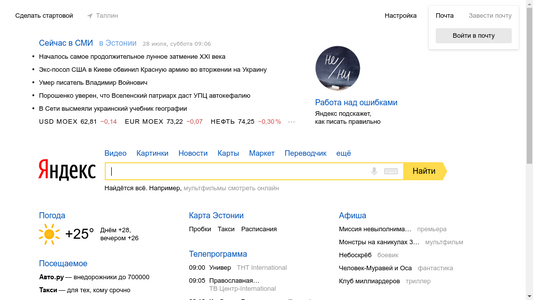 Сделать стартовой Таллин Настройка Почта Завести почту
Войти в почту
Сейчас в СМИ в Эстонии 28 июля, суббота 09:06
Началось самое продолжительное лунное затмение XXI века
Экс-посол США в Киеве обвинил Красную армию во вторжении на Украину
Умер писатель Владимир Войнович
Порошенко уверен, что Вселенский патриарх даст УПЦ автокефалию
В Сети высмеяли украинский учебник географии
USD MOEX 62,81 −0,14 EUR MOEX 73,22 −0,07 НЕФТЬ 74,25 −0,30% ···
не/
ни
Работа над ошибками
Яндекс подскажет,
как писать правильно
Видео Картинки Новости Карты Маркет Переводчик ещё
Яндекс
Найти
Найдётся всё. Например, мультфильмы смотреть онлайн
Погода
+25° Днём +28,
вечером +26
Посещаемое
Авто.ру — внедорожники до 700000
Такси — для тех, кому срочно
Карта Эстонии
Пробки Такси Расписания
Телепрограмма
09:00 Универ ТНТ International
09:05 Православная...
ТВ Центр-International
Афиша
Миссия невыполнима... премьера
Монстры на каникулах 3... мультфильм
Небоскрёб боевик
Человек-Муравей и Оса фантастика
Клуб миллиардеров триллер